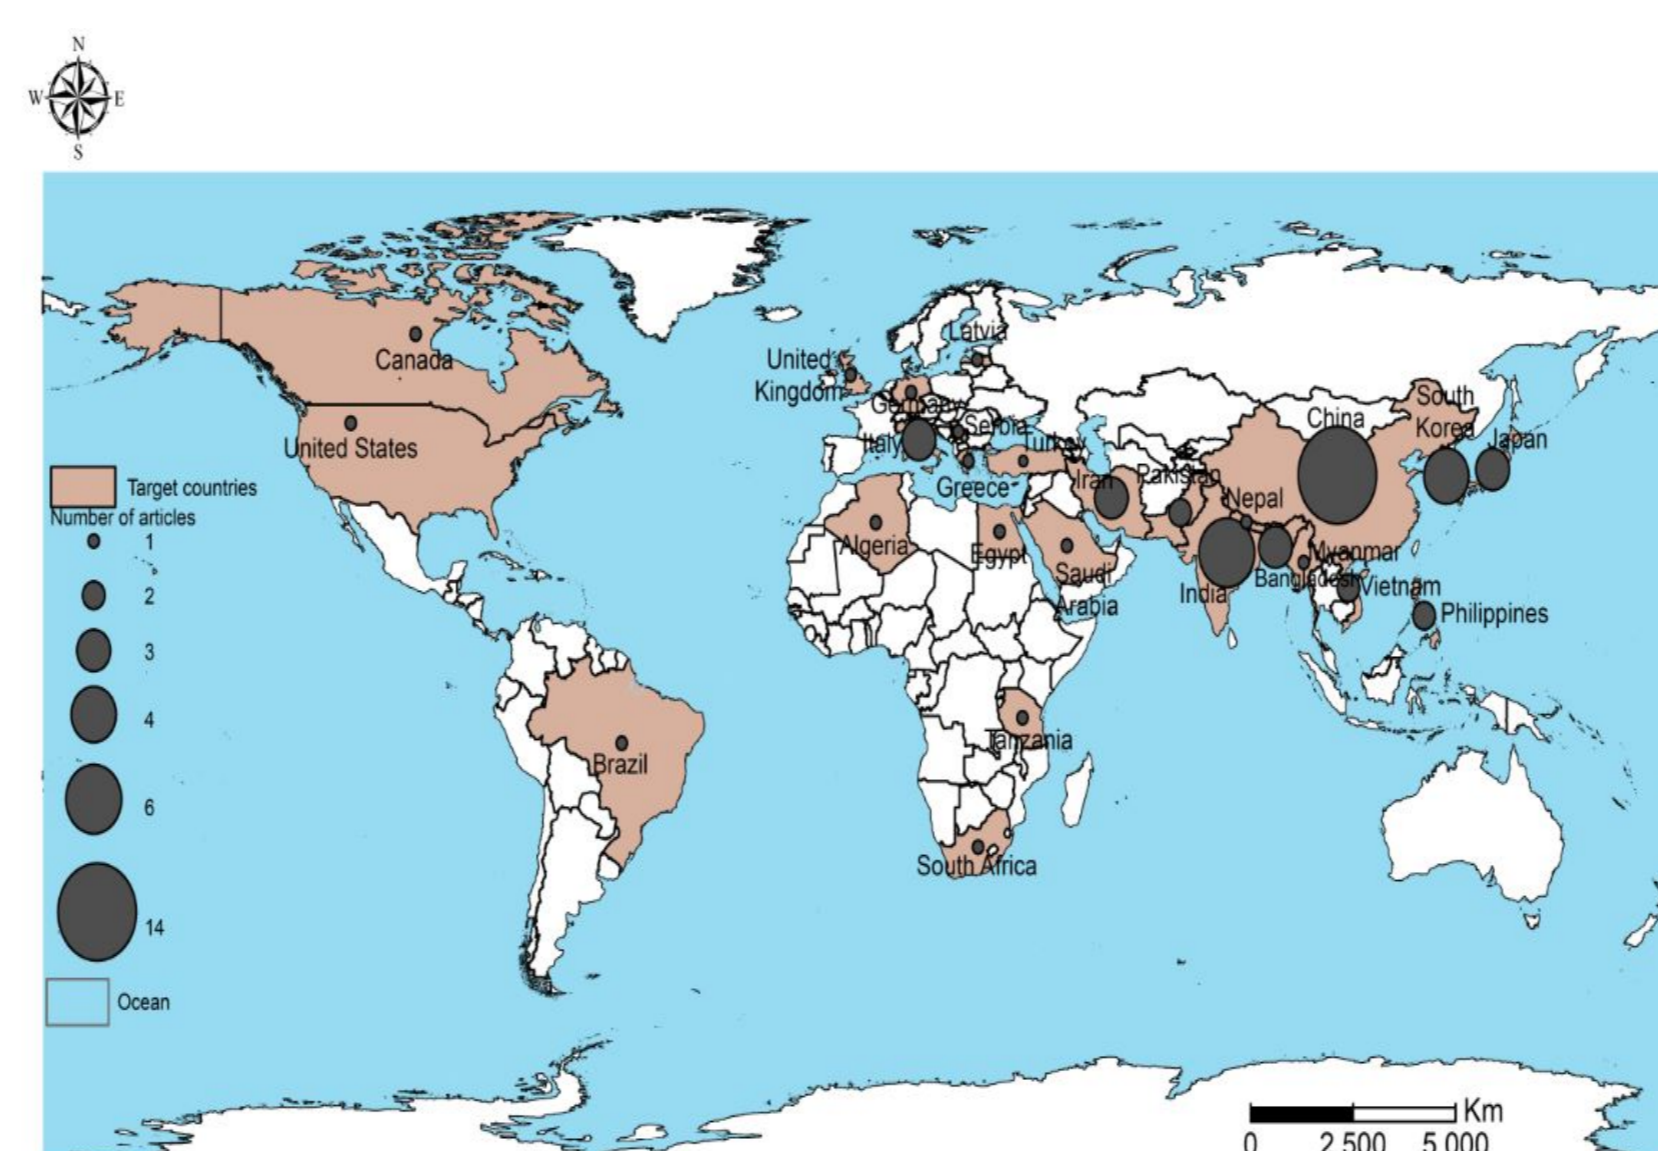 N
W
E
S
Canada
United States
Target countries
Number of articles
1
2
3
4
6
14
Ocean
Brazil
United
Kingdom
Latvia
Germany
Italy
Serbia
Turkey
Greece
Iran
Pakistan
Nepal
China
South
Korea
Japan
Algeria
Egypt
Saudi
Arabia
India
Bangladesh
Myanmar
Vietnam
Philippines
Tanzania
South Africa
Km
0
2,500
5,000